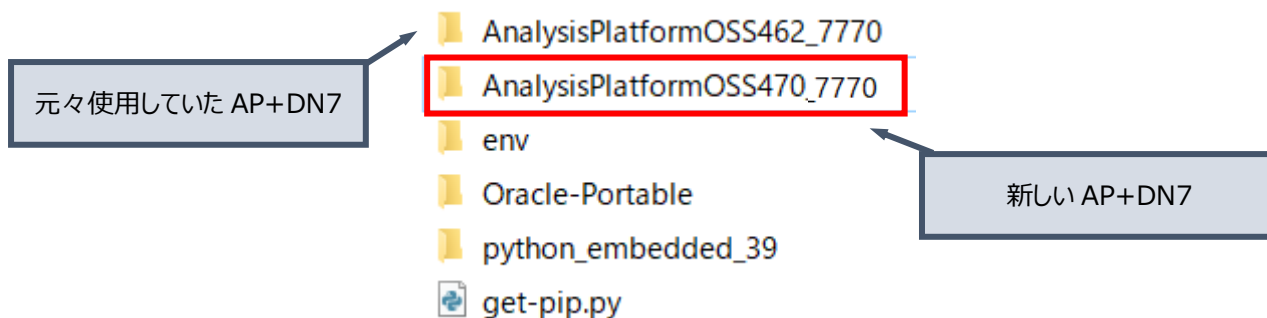 AnalysisPlatformOSS462_7770
元々使用していた AP+DN7
AnalysisPlatformOSS470_7770
env
Oracle-Portable
新しい AP+DN7
python_embedded_39
get-pip.py